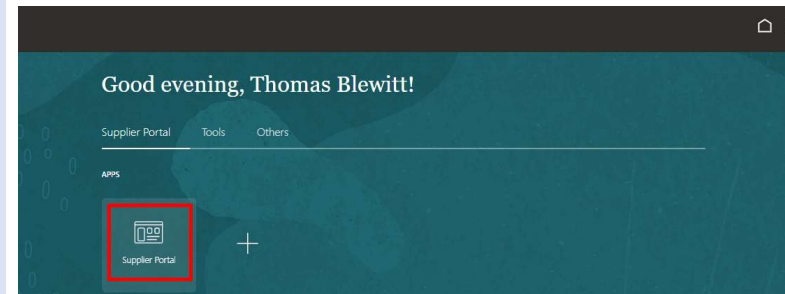 Good evening, Thomas Blewitt!
Supplier Portal Tools Others
APPS
Supplier Portal